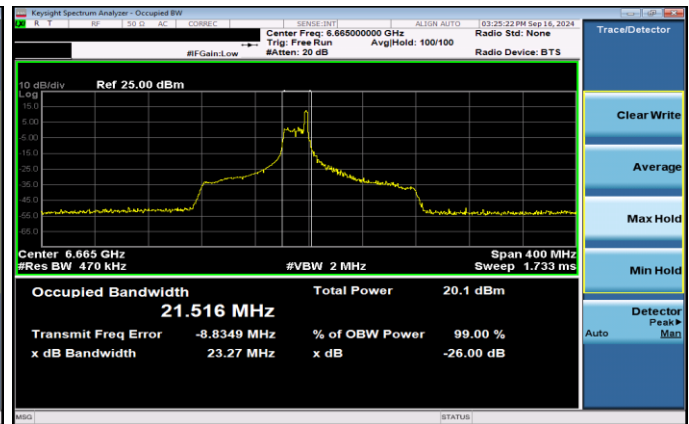 Keysight Spectrum Analyzer - Occupied BW
R T RF 50 Ω AC CORREC SENSE:INT ALIGN AUTO 03:25:22 PM Sep 16, 2024
Center Freq: 6.665000000 GHz Radio Std: None
Trig: Free Run Avg|Hold: 100/100
#IFGain:Low #Atten: 20 dB Radio Device: BTS
10 dB/div Ref 25.00 dBm
Log
15.0
5.00
-5.00
-15.0
-25.0
-35.0
-45.0
-55.0
-65.0
Center 6.665 GHz Span 400 MHz
#Res BW 470 kHz #VBW 2 MHz Sweep 1.733 ms
Occupied Bandwidth Total Power 20.1 dBm
21.516 MHz
Transmit Freq Error -8.8349 MHz % of OBW Power 99.00 %
x dB Bandwidth 23.27 MHz x dB -26.00 dB
MSG STATUS
Trace/Detector
Clear Write
Average
Max Hold
Min Hold
Detector
Peak▶
Auto Man